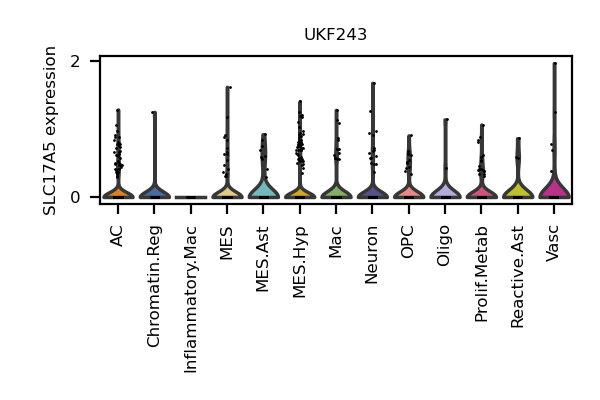 UKF243
SLC17A5 expression
2
0
AC
Chromatin.Reg
Inflammatory.Mac
MES
MES.Ast
MES.Hyp
Mac
Neuron
OPC
Oligo
Prolif.Metab
Reactive.Ast
Vasc